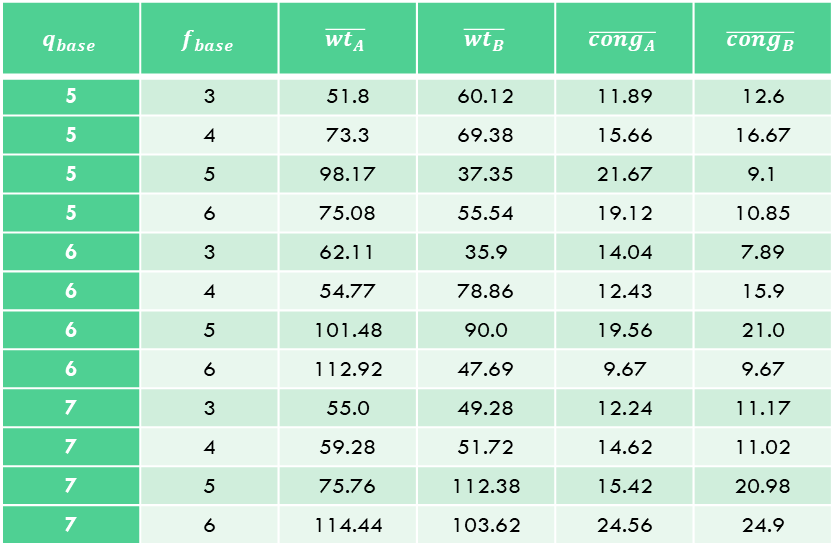 q_base f_base \overline{wt_A} \overline{wt_B} \overline{cong_A} \overline{cong_B}
5 3 51.8 60.12 11.89 12.6
5 4 73.3 69.38 15.66 16.67
5 5 98.17 37.35 21.67 9.1
5 6 75.08 55.54 19.12 10.85
6 3 62.11 35.9 14.04 7.89
6 4 54.77 78.86 12.43 15.9
6 5 101.48 90.0 19.56 21.0
6 6 112.92 47.69 9.67 9.67
7 3 55.0 49.28 12.24 11.17
7 4 59.28 51.72 14.62 11.02
7 5 75.76 112.38 15.42 20.98
7 6 114.44 103.62 24.56 24.9